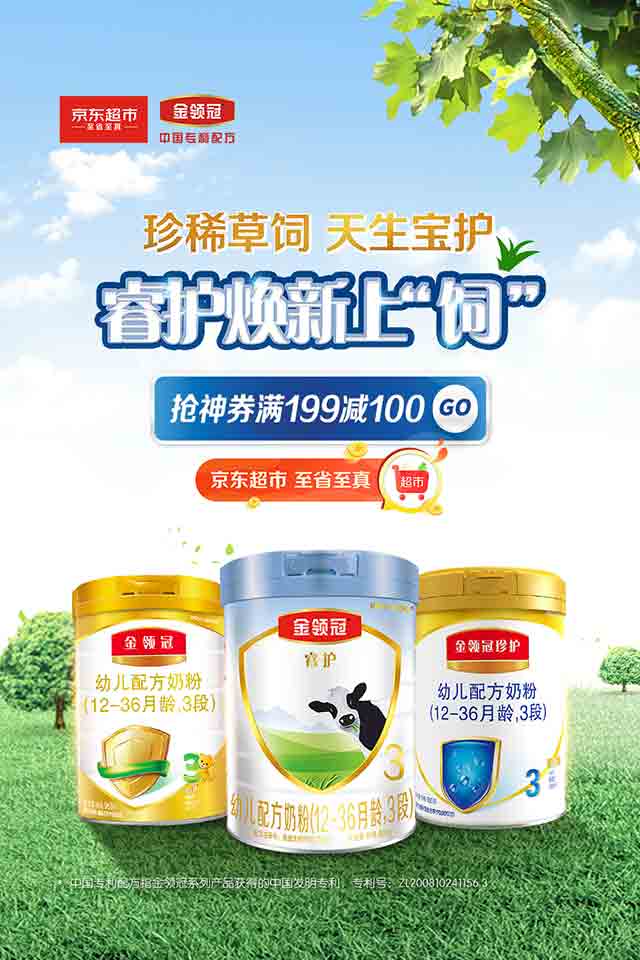 京东超市
至省至真
金领冠
中国专利配方
珍稀草饲 天生宝护
睿护焕新上“饲”
抢神券满199减100 GO
京东超市 至省至真
超市
金领冠
幼儿配方奶粉
(12-36月龄,3段)
3
金领冠
睿护
3
幼儿配方奶粉(12-36月龄,3段)
金领冠珍护
幼儿配方奶粉
(12-36月龄,3段)
3
* 中国专利配方指金领冠系列产品获得的中国发明专利,专利号:ZL200810241156.3